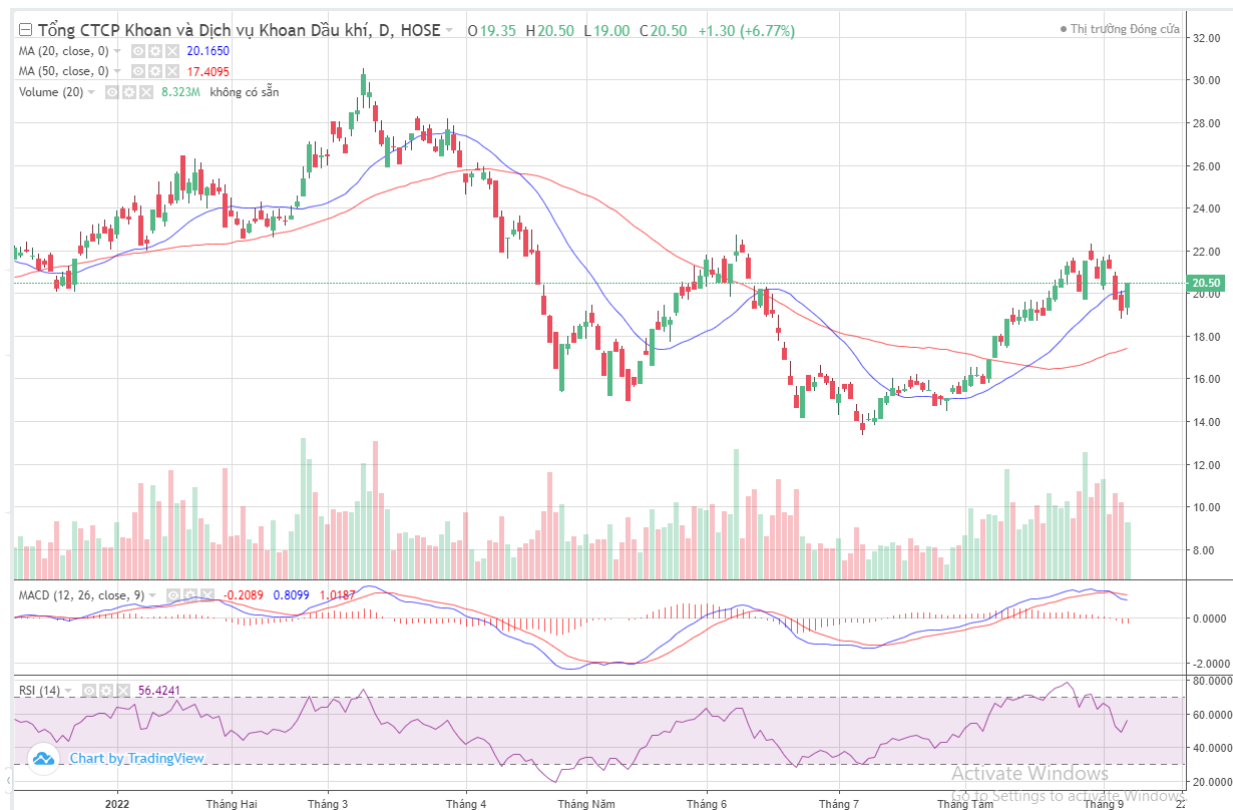 Tổng CTCP Khoan và Dịch vụ Khoan Dầu khí, D, HOSE O19.35 H20.50 L19.00 C20.50 +1.30 (+6.77%)
Thị trường Đóng cửa
MA (20, close, 0) 20.1650
MA (50, close, 0) 17.4095
Volume (20) 8.323M không có sẵn
32.00
30.00
28.00
26.00
24.00
22.00
20.50
20.00
18.00
16.00
14.00
12.00
10.00
8.00
MACD (12, 26, close, 9) -0.2089 0.8099 1.0187
0.0000
-2.0000
RSI (14) 56.4241
80.0000
60.0000
40.0000
20.0000
Chart by TradingView
Activate Windows
Go to Settings to activate Windows.
2022 Tháng Hai Tháng 3 Tháng 4 Tháng Năm Tháng 6 Tháng 7 Tháng Tám Tháng 9 22